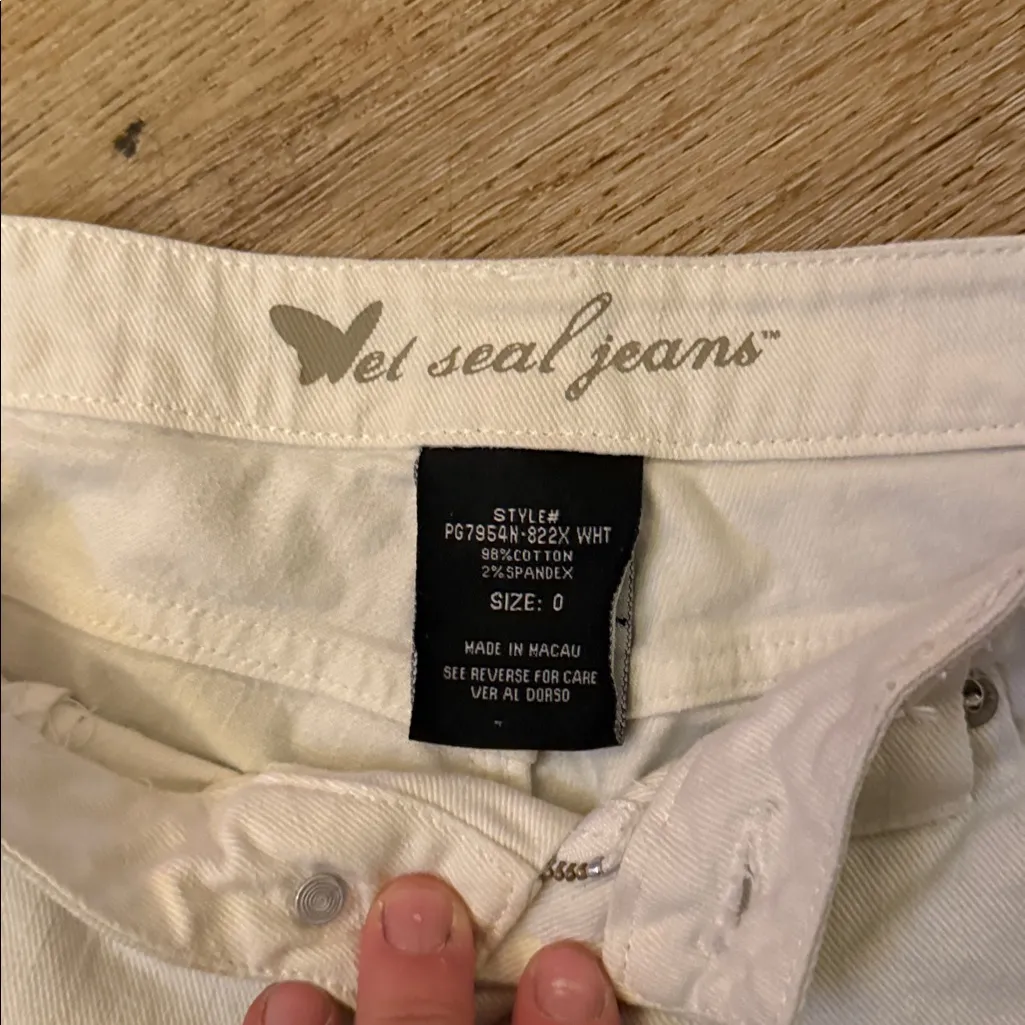 Wet seal jeans™
STYLE#
PG7954N-822X WHT
98%COTTON
2%SPANDEX
SIZE: 0
MADE IN MACAU
SEE REVERSE FOR CARE
VER AL DORSO